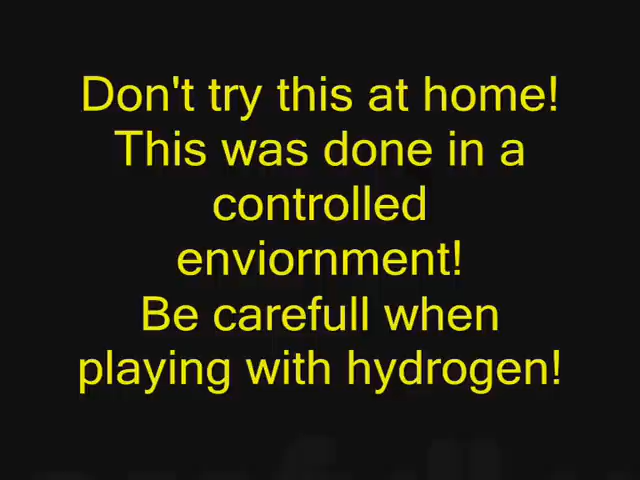 Don't try this at home!
This was done in a
controlled
enviornment!
Be carefull when
playing with hydrogen!